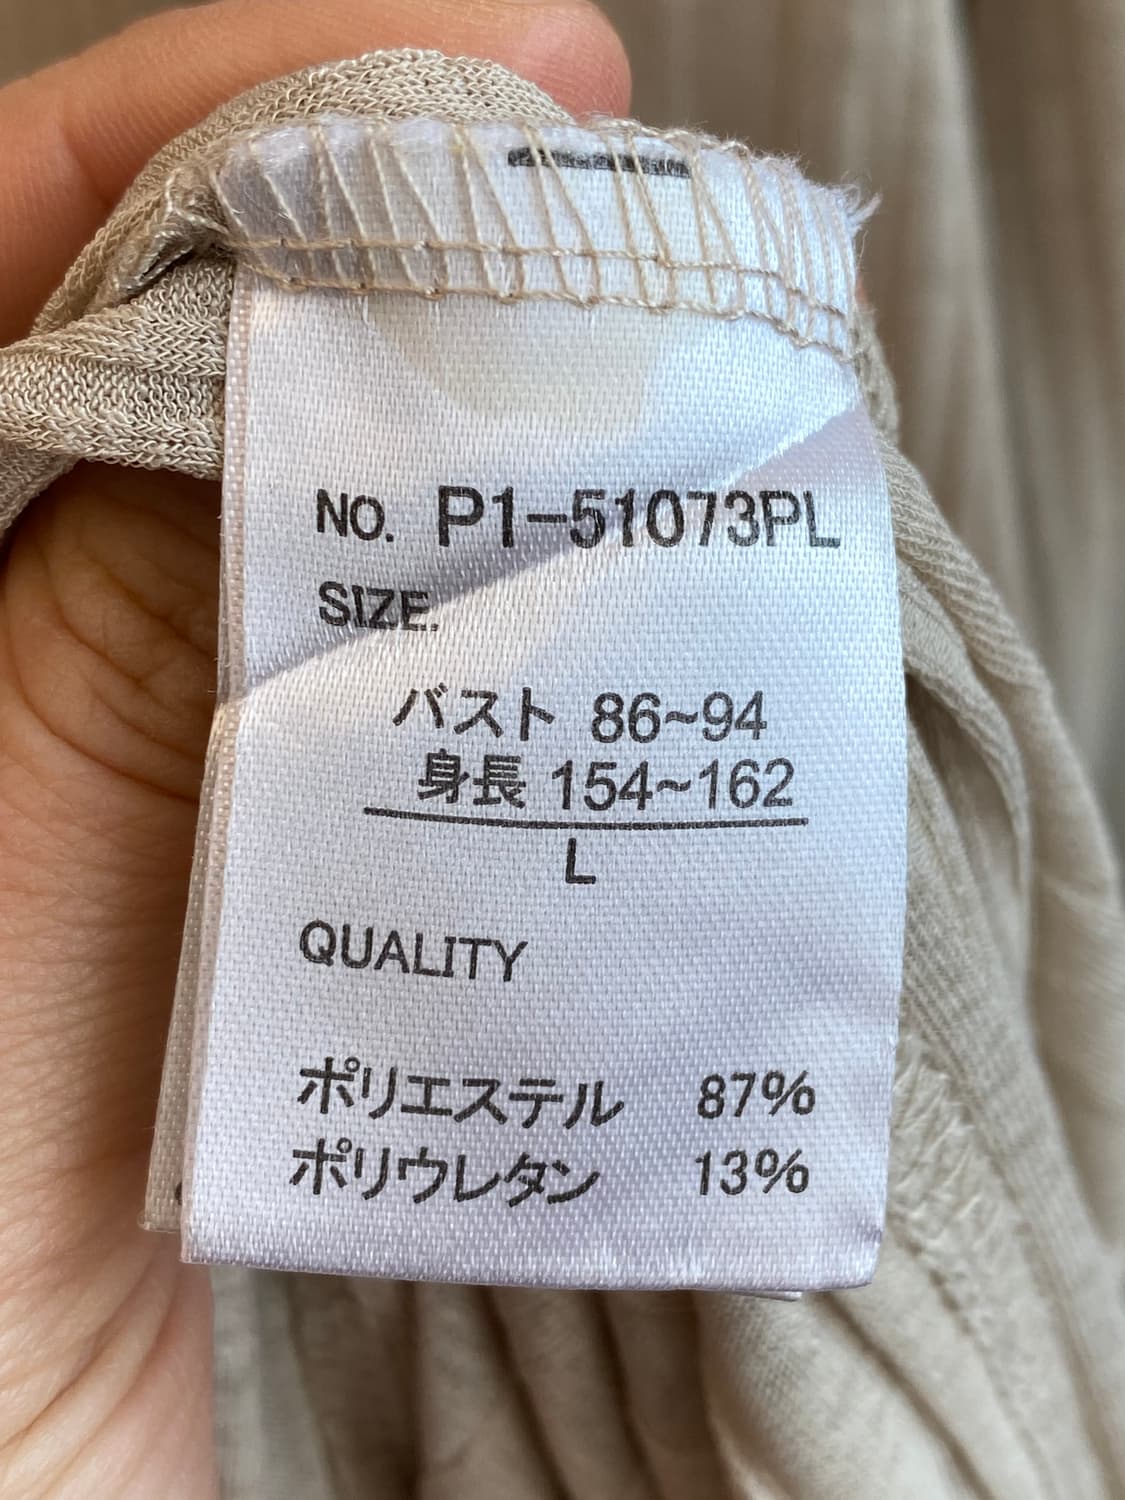 NO. P1-51073PL
SIZE.
バスト 86~94
身長 154~162
L
QUALITY
ポリエステル 87%
ポリウレタン 13%